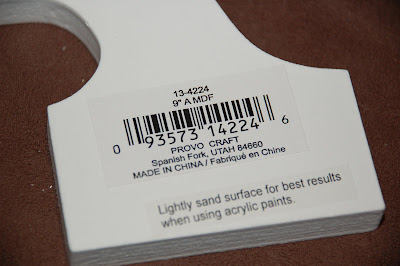 13-4224
9" A MDF
0 93573 14224 6
PROVO CRAFT
Spanish Fork, UTAH 84660
MADE IN CHINA / Fabriqué en Chine
Lightly sand surface for best results
when using acrylic paints.